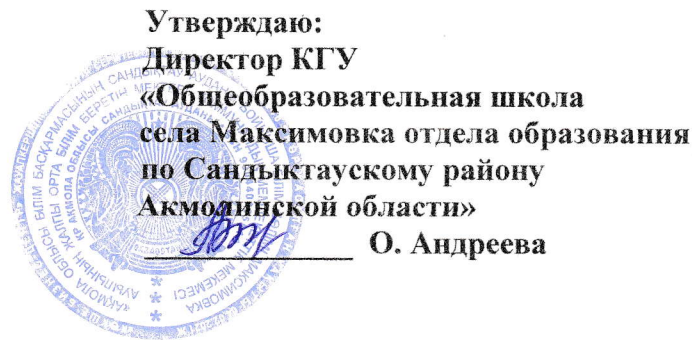 Утверждаю:
Директор КГУ
«Общеобразовательная школа
села Максимовка отдела образования
по Сандыктаускому району
Акмолинской области»
О. Андреева